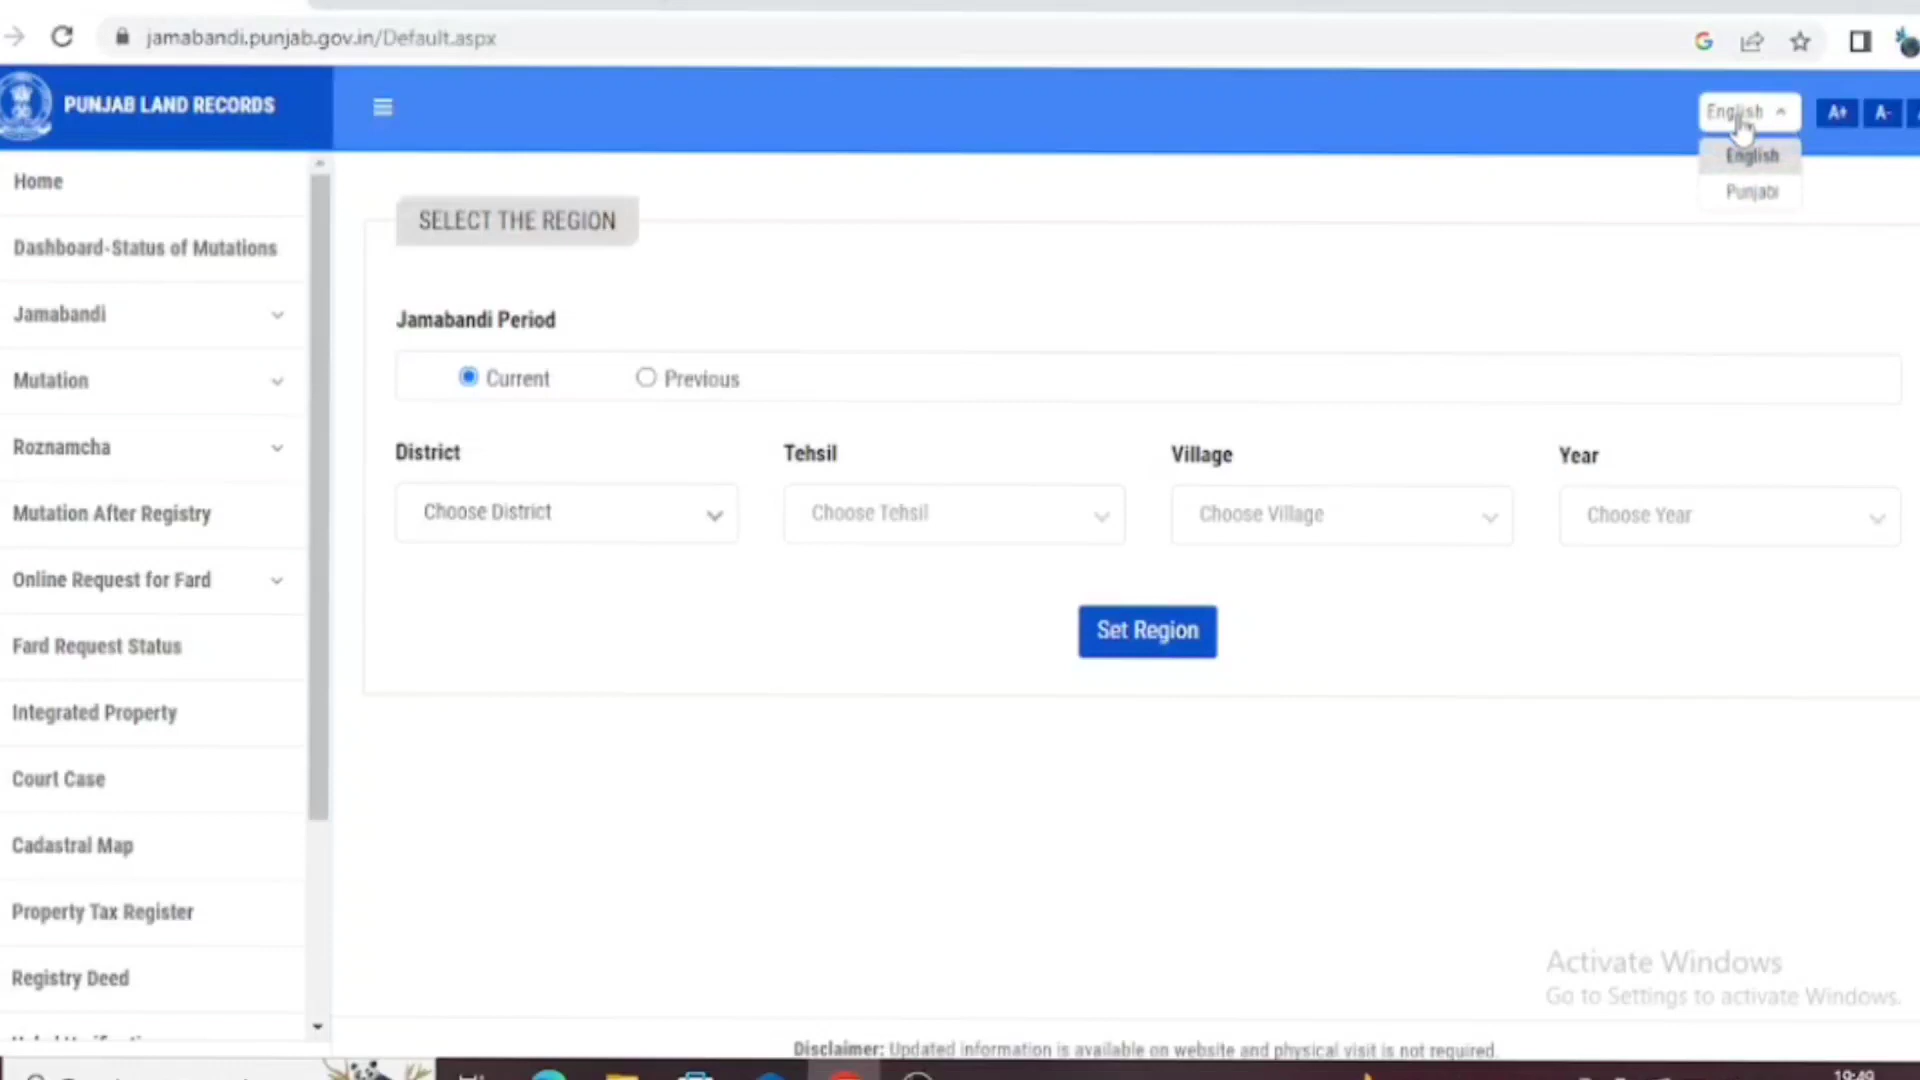 jamabandi.punjab.gov.in/Default.aspx
PUNJAB LAND RECORDS
English
A+ A-
English
Punjabi
Home
Dashboard-Status of Mutations
Jamabandi
Mutation
Roznamcha
Mutation After Registry
Online Request for Fard
Fard Request Status
Integrated Property
Court Case
Cadastral Map
Property Tax Register
Registry Deed
SELECT THE REGION
Jamabandi Period
Current Previous
District Tehsil Village Year
Choose District Choose Tehsil Choose Village Choose Year
Set Region
Activate Windows
Go to Settings to activate Windows.
Disclaimer: Updated information is available on website and physical visit is not required.
19:49